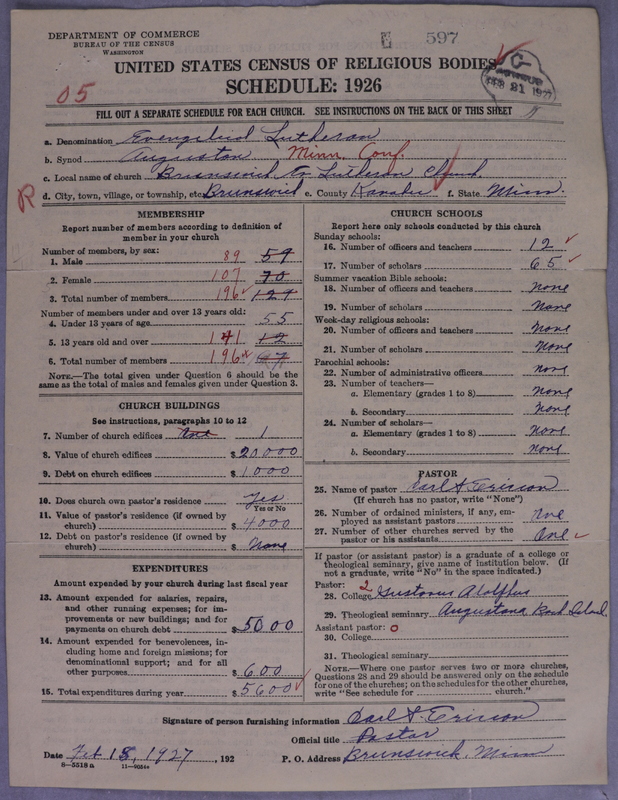 DEPARTMENT OF COMMERCE
BUREAU OF THE CENSUS
WASHINGTON
E 597
UNITED STATES CENSUS OF RELIGIOUS BODIES
SCHEDULE: 1926
05
FEB 21 1927
FILL OUT A SEPARATE SCHEDULE FOR EACH CHURCH. SEE INSTRUCTIONS ON THE BACK OF THIS SHEET
a. Denomination Evangelical Lutheran
b. Synod Augustana Minn. Conf.
c. Local name of church Brunswick Ev Lutheran Church.
R d. City, town, village, or township, etc. Brunswick e. County Kanabec f. State Minn.
MEMBERSHIP
Report number of members according to definition of
member in your church
Number of members, by sex:
1. Male 89 59
2. Female 107 70
3. Total number of members 196 129
Number of members under and over 13 years old:
4. Under 13 years of age 55
5. 13 years old and over 141 12
6. Total number of members 196 67
NOTE.—The total given under Question 6 should be the
same as the total of males and females given under Question 3.
CHURCH BUILDINGS
See instructions, paragraphs 10 to 12
7. Number of church edifices One 1
8. Value of church edifices $20000
9. Debt on church edifices $1000
10. Does church own pastor's residence Yes
Yes or No
11. Value of pastor's residence (if owned by
church) $4000
12. Debt on pastor's residence (if owned by
church) $None
EXPENDITURES
Amount expended by your church during last fiscal year
13. Amount expended for salaries, repairs,
and other running expenses; for im-
provements or new buildings; and for
payments on church debt $5000
14. Amount expended for benevolences, in-
cluding home and foreign missions; for
denominational support; and for all
other purposes $600
15. Total expenditures during year $5600
CHURCH SCHOOLS
Report here only schools conducted by this church
Sunday schools:
16. Number of officers and teachers 12
17. Number of scholars 65
Summer vacation Bible schools:
18. Number of officers and teachers None
19. Number of scholars None
Week-day religious schools:
20. Number of officers and teachers None
21. Number of scholars None
Parochial schools:
22. Number of administrative officers None
23. Number of teachers—
a. Elementary (grades 1 to 8) None
b. Secondary None
24. Number of scholars—
a. Elementary (grades 1 to 8) None
b. Secondary None
PASTOR
25. Name of pastor Carl A. Ericson
(If church has no pastor, write "None")
26. Number of ordained ministers, if any, em-
ployed as assistant pastors None
27. Number of other churches served by the
pastor or his assistants One
If pastor (or assistant pastor) is a graduate of a college or
theological seminary, give name of institution below. (If
not a graduate, write "No" in the space indicated.)
Pastor: 2
28. College Gustavus Adolphus
29. Theological seminary Augustana Rock Island.
Assistant pastor: 0
30. College
31. Theological seminary
NOTE.—Where one pastor serves two or more churches,
Questions 28 and 29 should be answered only on the schedule
for one of the churches; on the schedules for the other churches,
write "See schedule for church."
Signature of person furnishing information Carl A. Ericson
Official title Pastor
Date Feb 18, 1927, 192 P. O. Address Brunswick, Minn
8-5518a